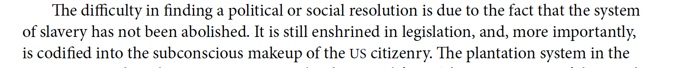 The difficulty in finding a political or social resolution is due to the fact that the system
of slavery has not been abolished. It is still enshrined in legislation, and, more importantly,
is codified into the subconscious makeup of the US citizenry. The plantation system in the